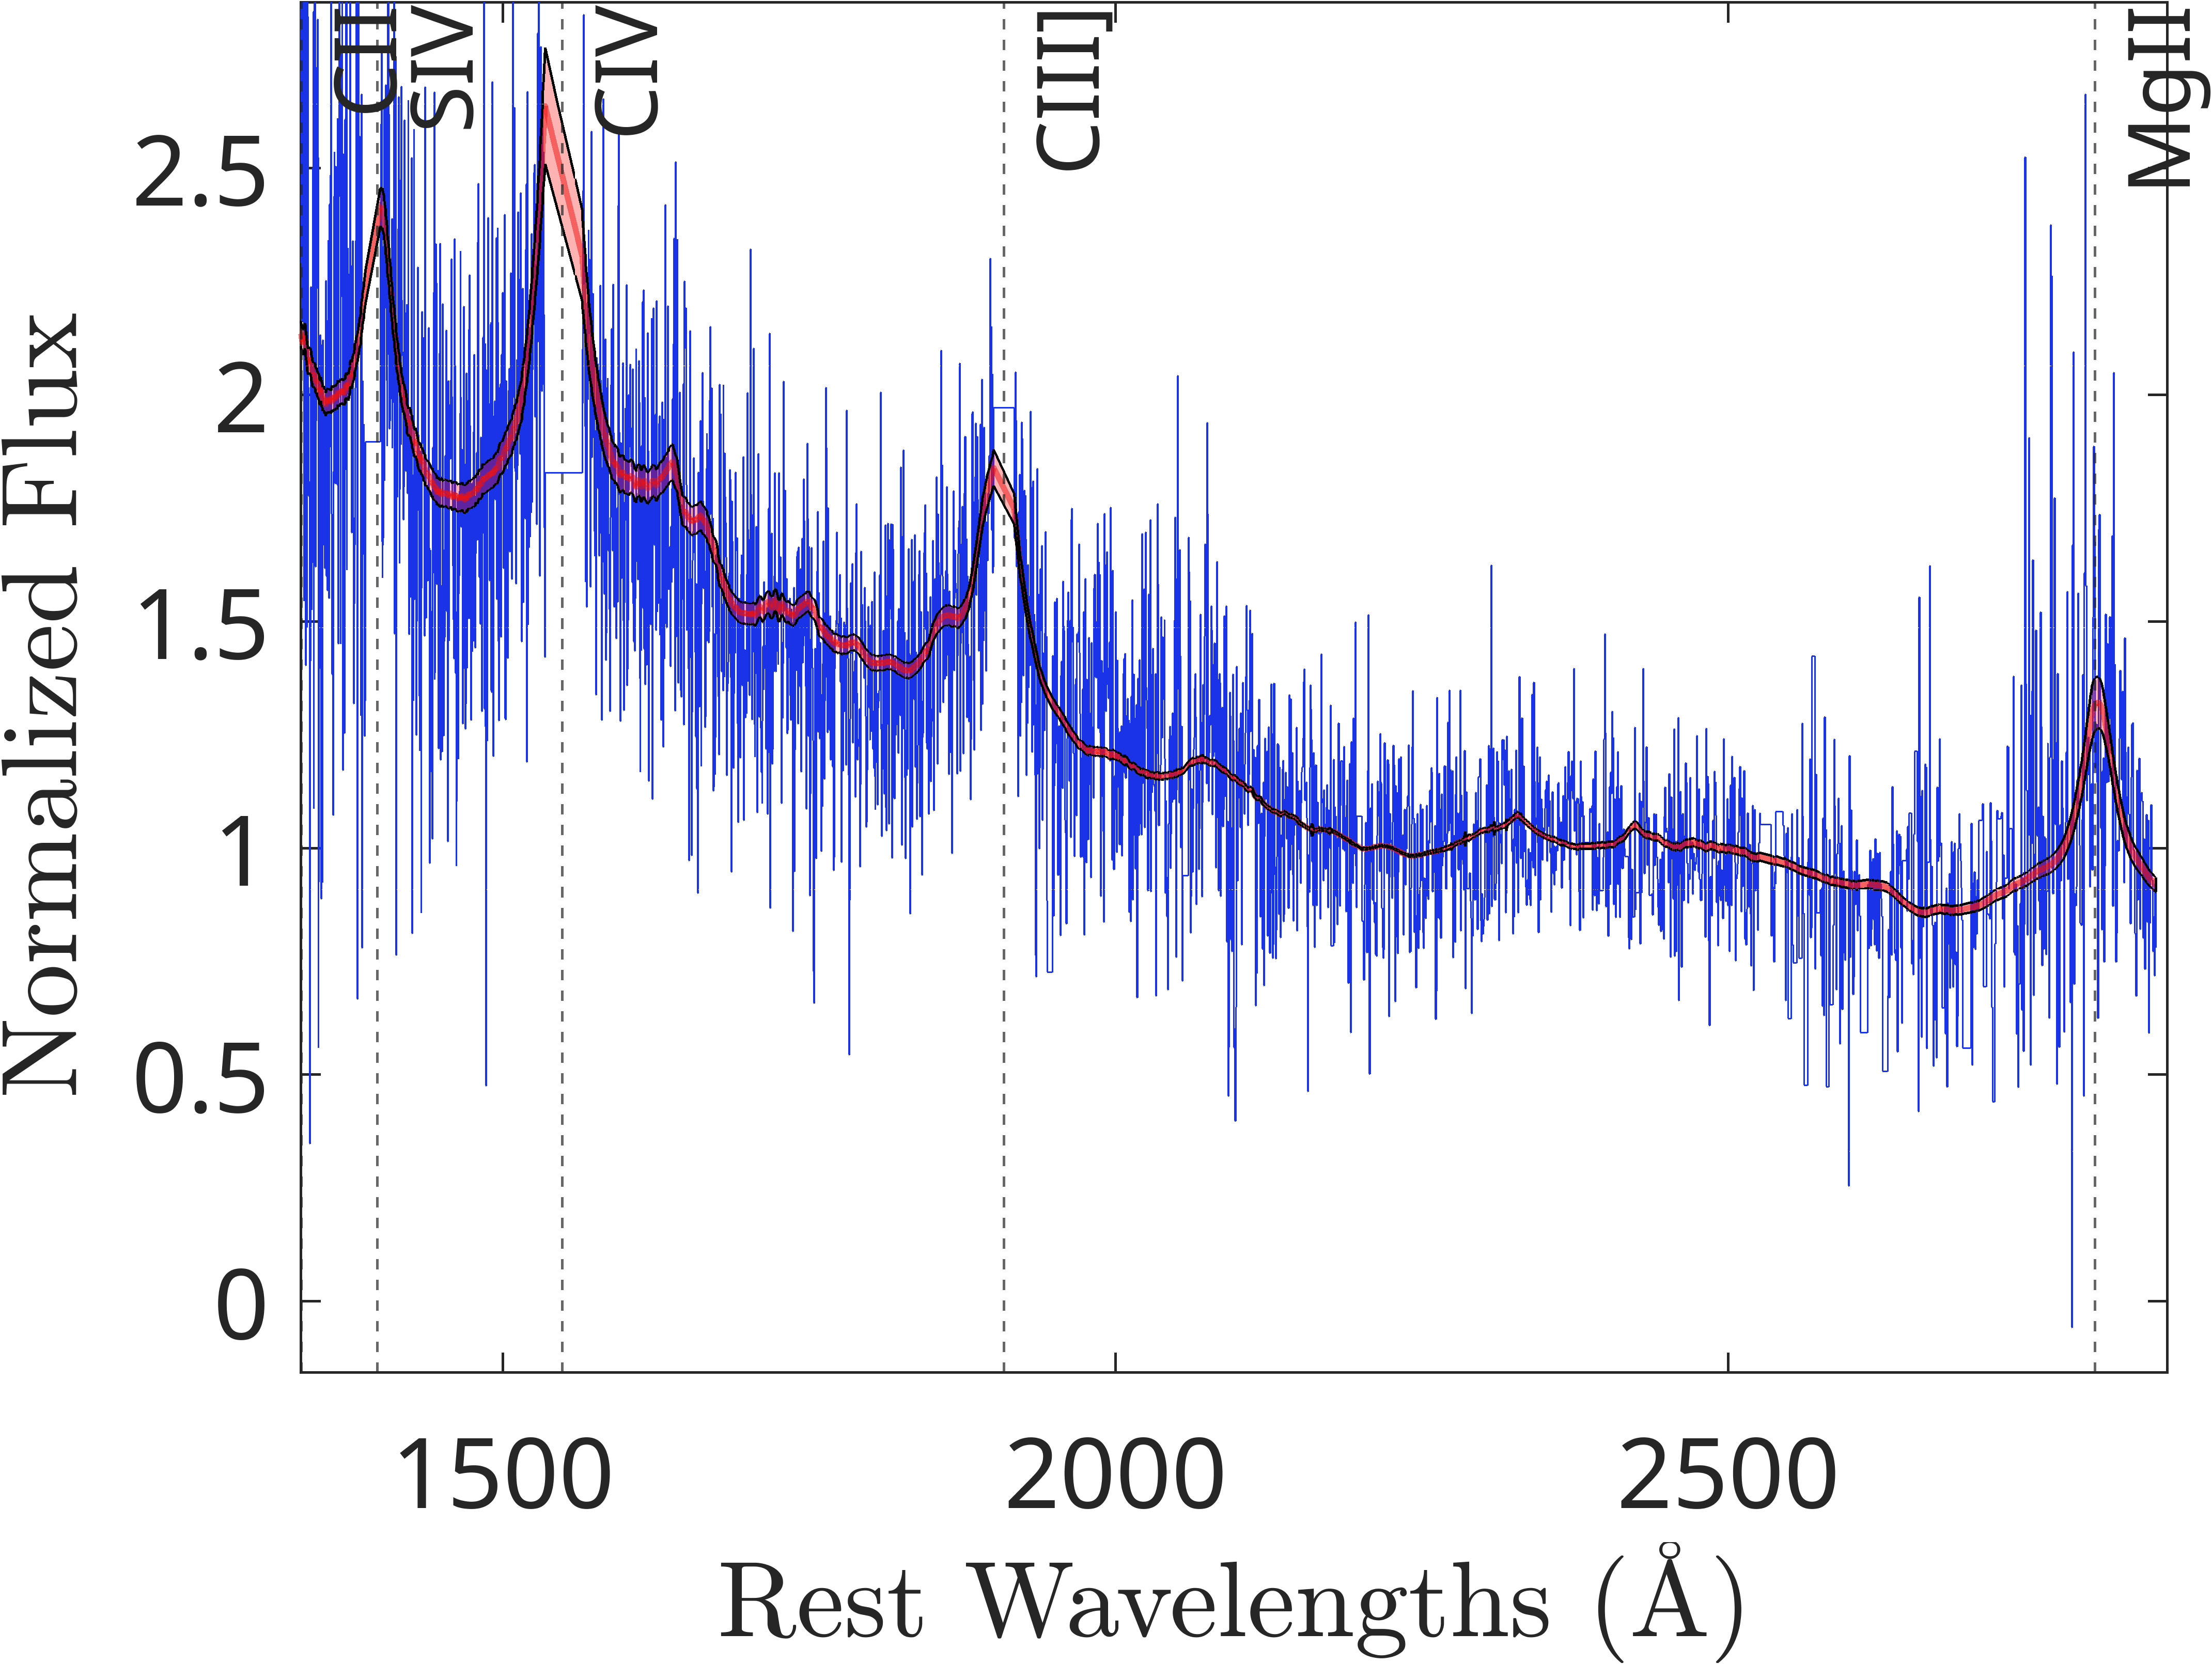 CII
SIV
CIV
CIII]
MgII
Normalized Flux
2.5
2
1.5
1
0.5
0
1500
2000
2500
Rest Wavelengths (Å)